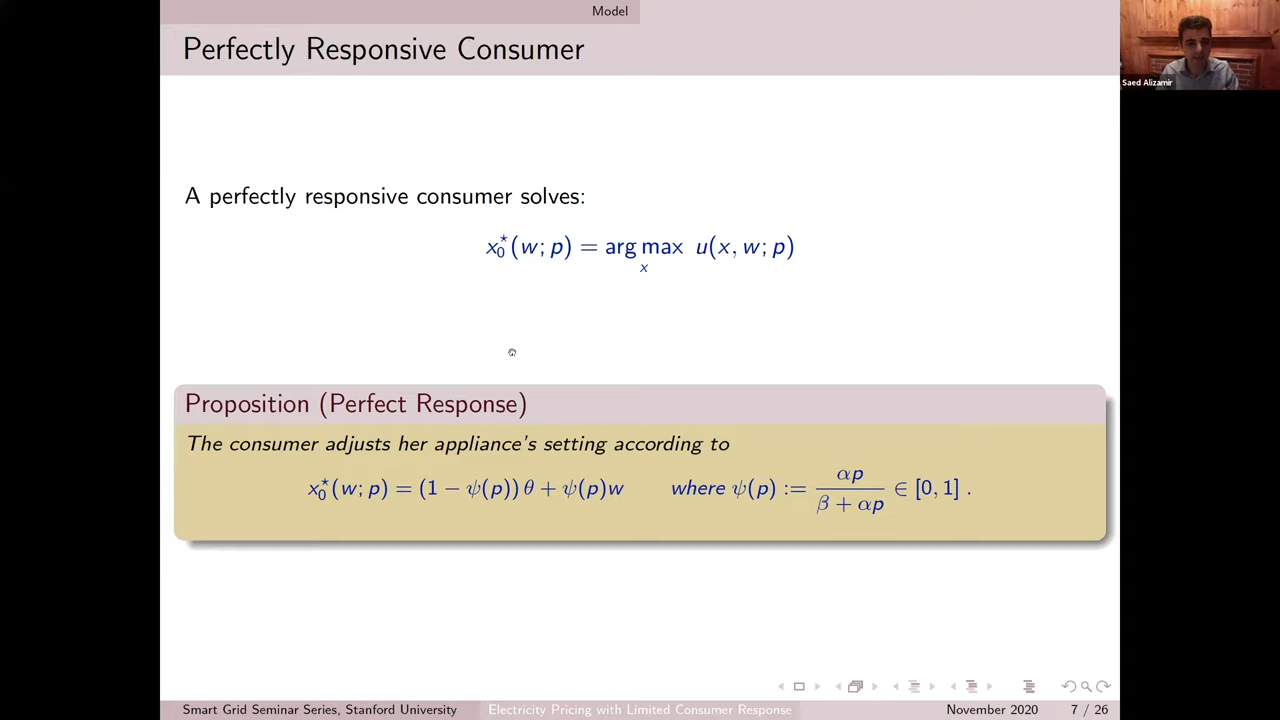 Model
Perfectly Responsive Consumer
Saed Alizamir
A perfectly responsive consumer solves:
x₀*(w; p) = arg max u(x, w; p)
x
Proposition (Perfect Response)
The consumer adjusts her appliance's setting according to
x₀*(w; p) = (1 − ψ(p)) θ + ψ(p)w where ψ(p) := αp / (β + αp) ∈ [0, 1] .
Smart Grid Seminar Series, Stanford University Electricity Pricing with Limited Consumer Response November 2020 7 / 26